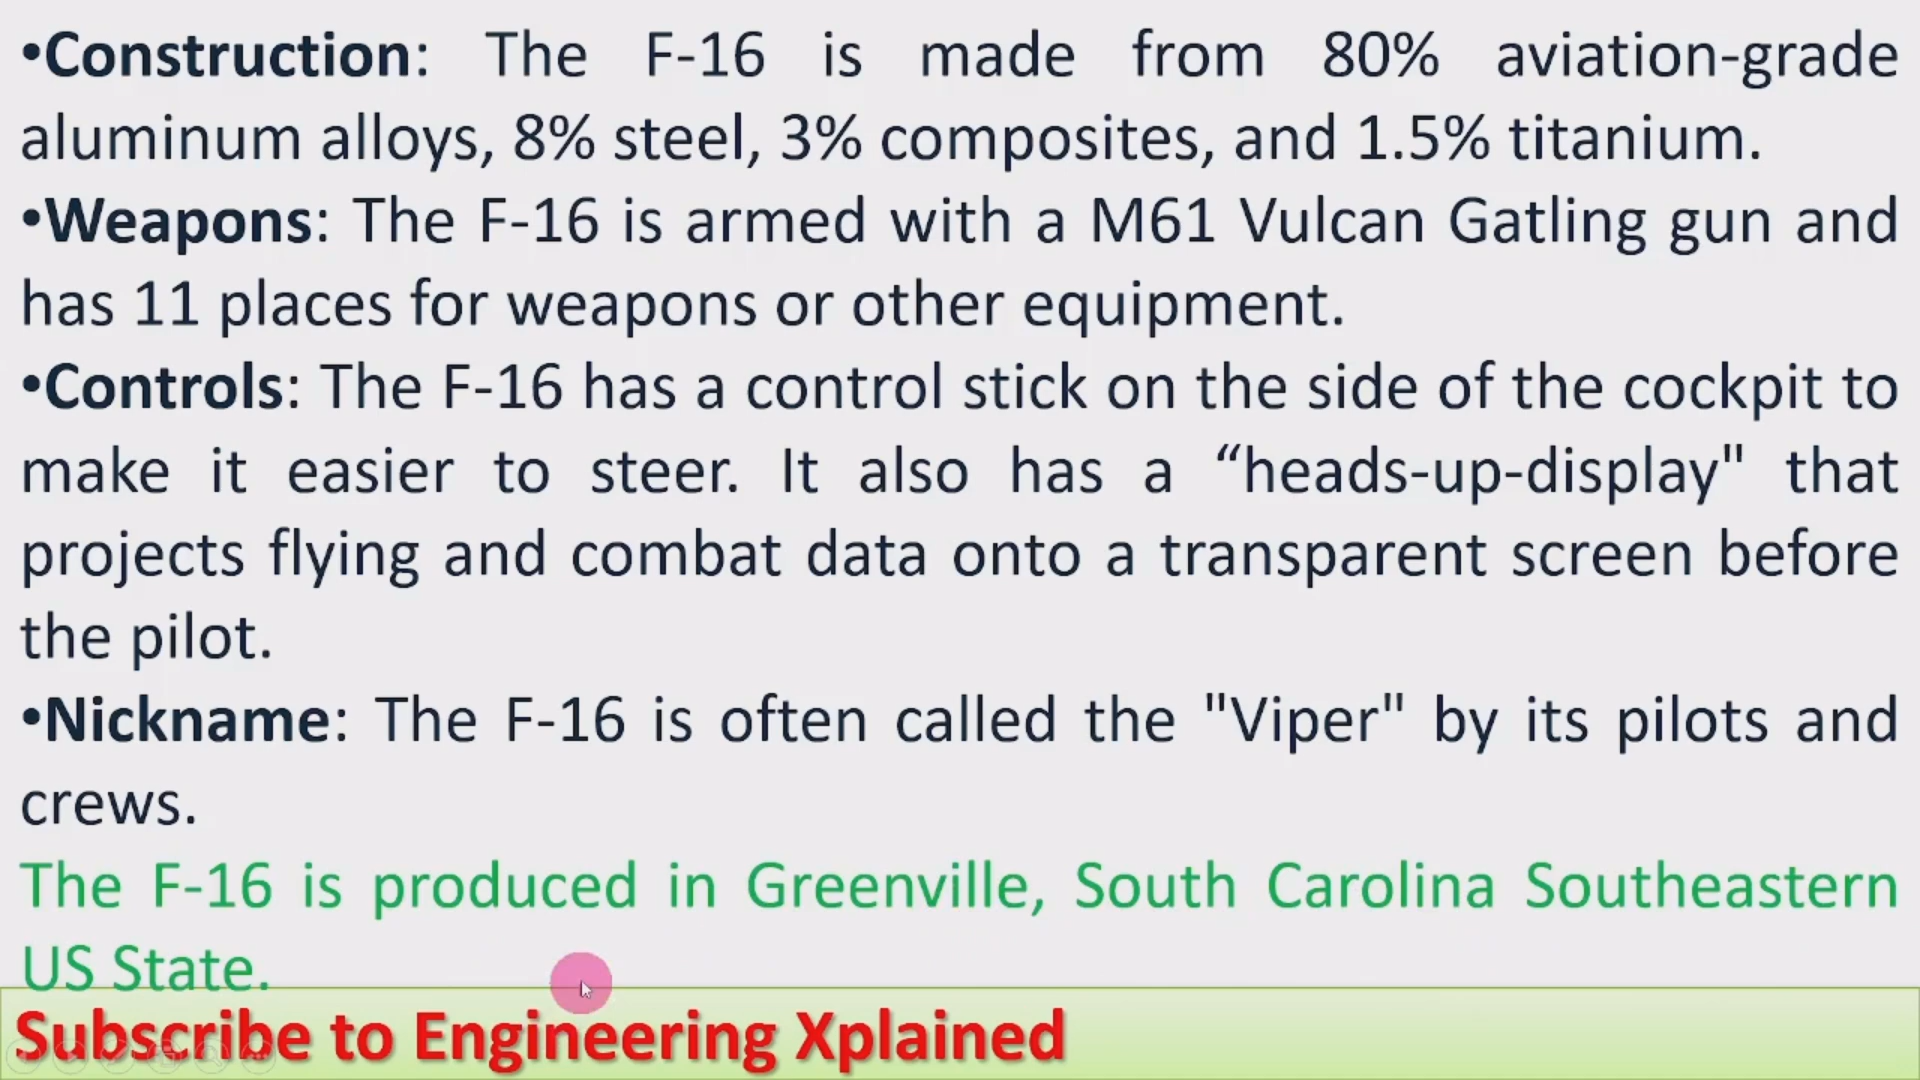 •Construction: The F-16 is made from 80% aviation-grade
aluminum alloys, 8% steel, 3% composites, and 1.5% titanium.
•Weapons: The F-16 is armed with a M61 Vulcan Gatling gun and
has 11 places for weapons or other equipment.
•Controls: The F-16 has a control stick on the side of the cockpit to
make it easier to steer. It also has a “heads-up-display" that
projects flying and combat data onto a transparent screen before
the pilot.
•Nickname: The F-16 is often called the "Viper" by its pilots and
crews.
The F-16 is produced in Greenville, South Carolina Southeastern
US State.
Subscribe to Engineering Xplained